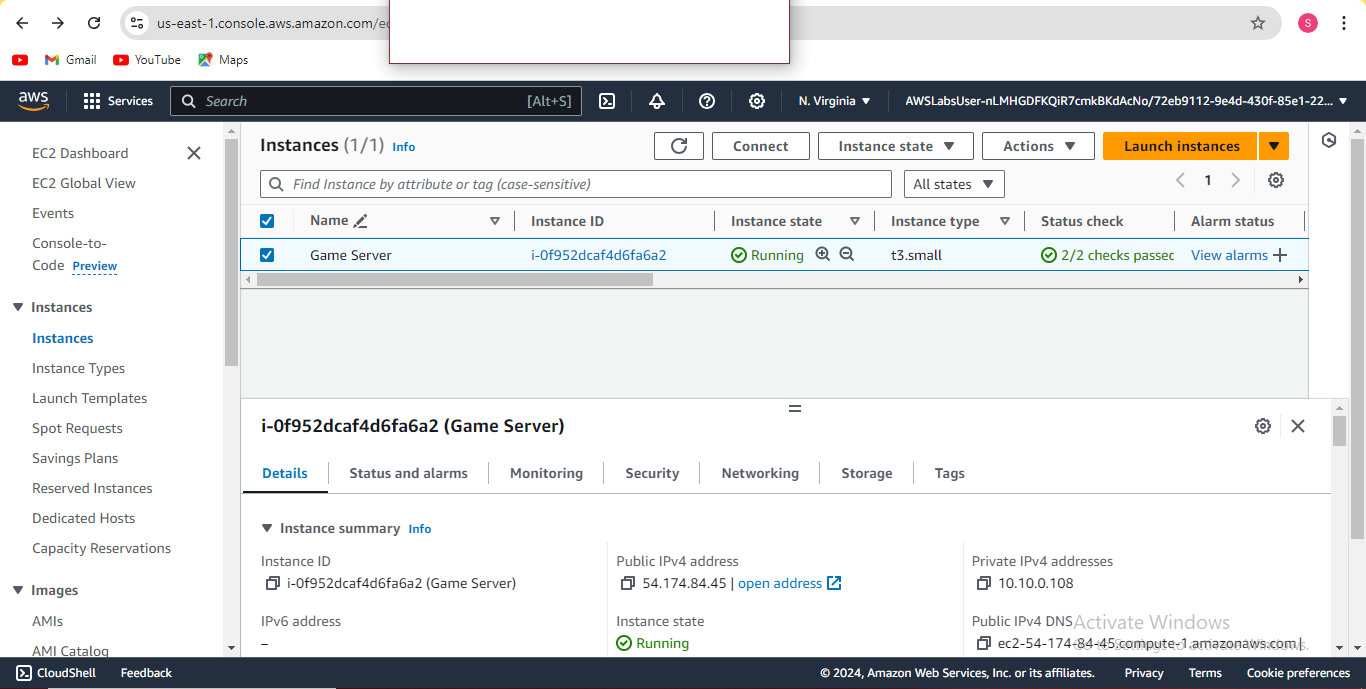 us-east-1.console.aws.amazon.com/ec
S
Gmail
YouTube
Maps
aws
Services
Search
[Alt+S]
N. Virginia
AWSLabsUser-nLMHGDFKQiR7cmkBKdAcNo/72eb9112-9e4d-430f-85e1-22...
EC2 Dashboard
EC2 Global View
Events
Console-to-
Code Preview
Instances
Instances
Instance Types
Launch Templates
Spot Requests
Savings Plans
Reserved Instances
Dedicated Hosts
Capacity Reservations
Images
AMIs
AMI Catalog
Instances (1/1) Info
Connect
Instance state
Actions
Launch instances
Find Instance by attribute or tag (case-sensitive)
All states
1
Name
Instance ID
Instance state
Instance type
Status check
Alarm status
Game Server
i-0f952dcaf4d6fa6a2
Running
t3.small
2/2 checks passec
View alarms
i-0f952dcaf4d6fa6a2 (Game Server)
Details
Status and alarms
Monitoring
Security
Networking
Storage
Tags
Instance summary Info
Instance ID
i-0f952dcaf4d6fa6a2 (Game Server)
Public IPv4 address
54.174.84.45 | open address
Private IPv4 addresses
10.10.0.108
IPv6 address
–
Instance state
Running
Public IPv4 DNS
ec2-54-174-84-45.compute-1.amazonaws.com |
Activate Windows
Go to Settings to activate Windows.
CloudShell
Feedback
© 2024, Amazon Web Services, Inc. or its affiliates.
Privacy
Terms
Cookie preferences